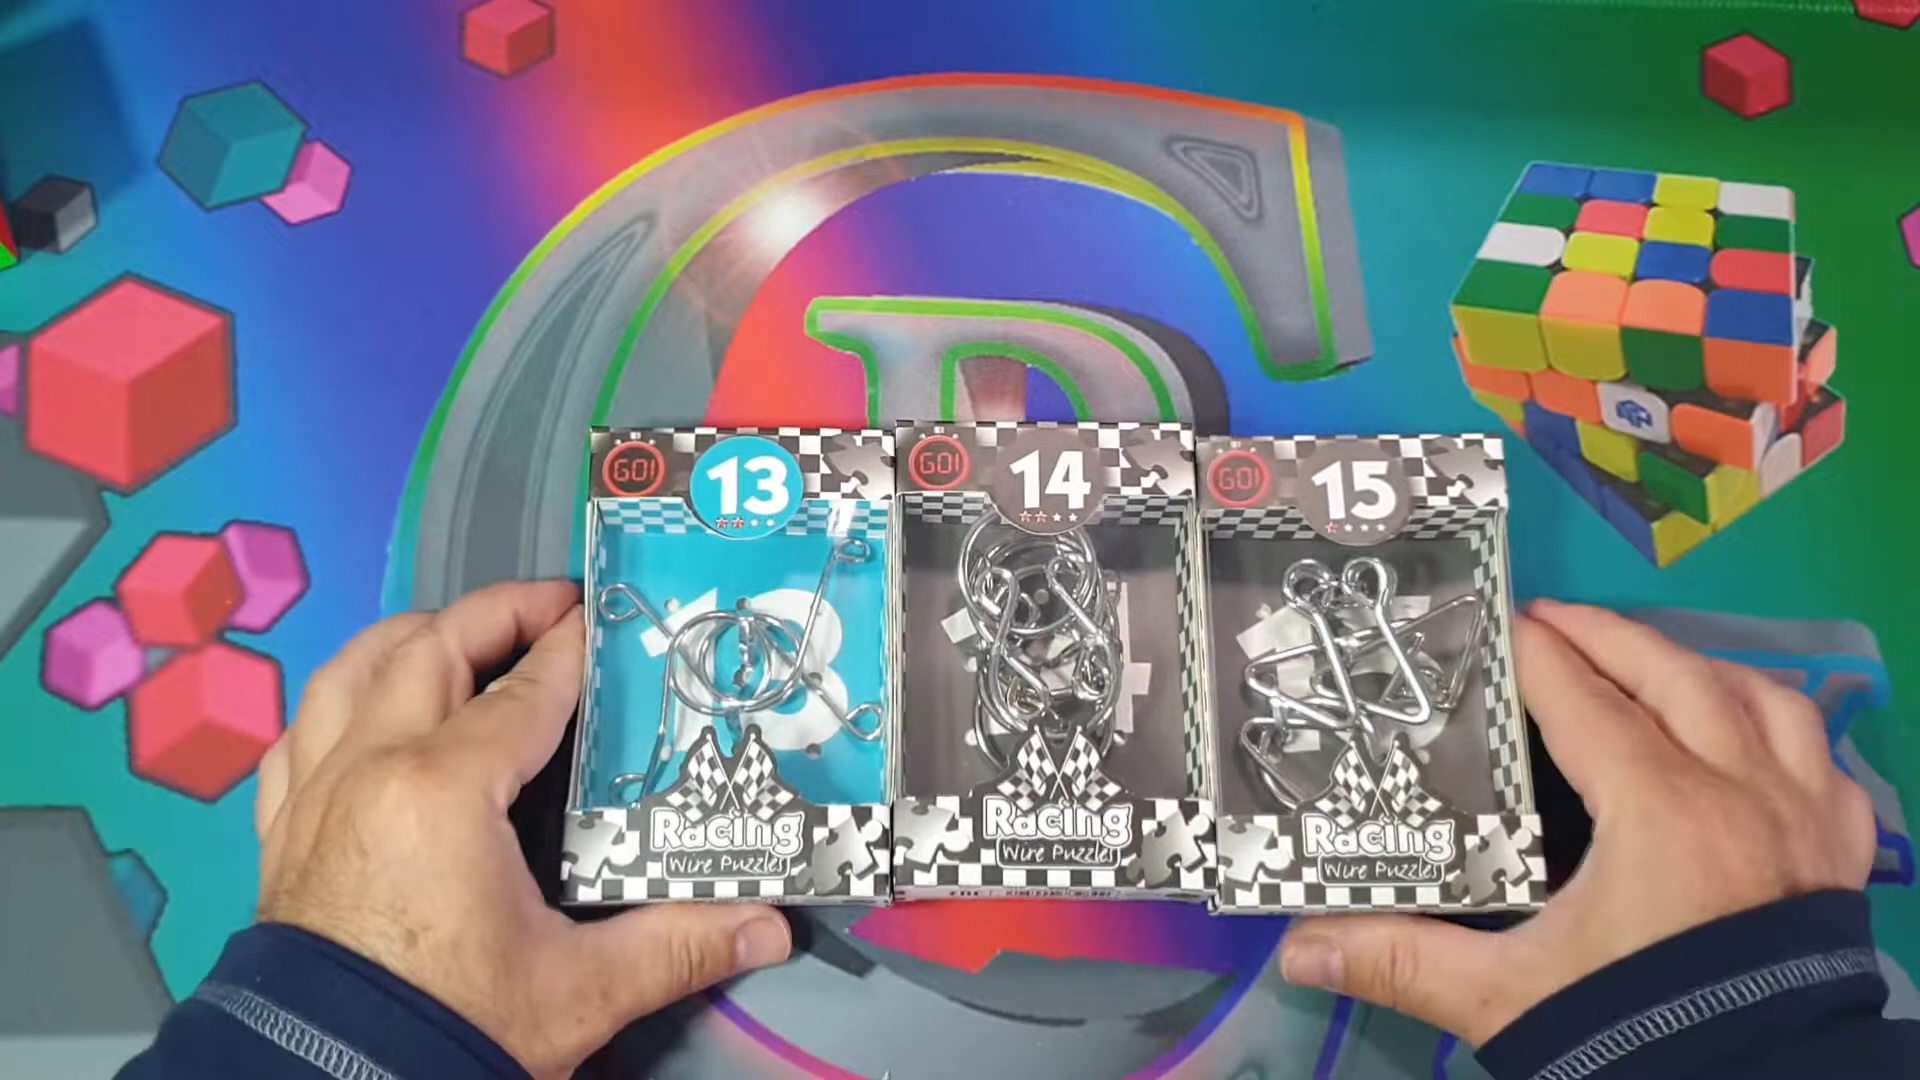 GO!
13
GO!
14
GO!
15
Racing
Wire Puzzles
Racing
Wire Puzzles
Racing
Wire Puzzles